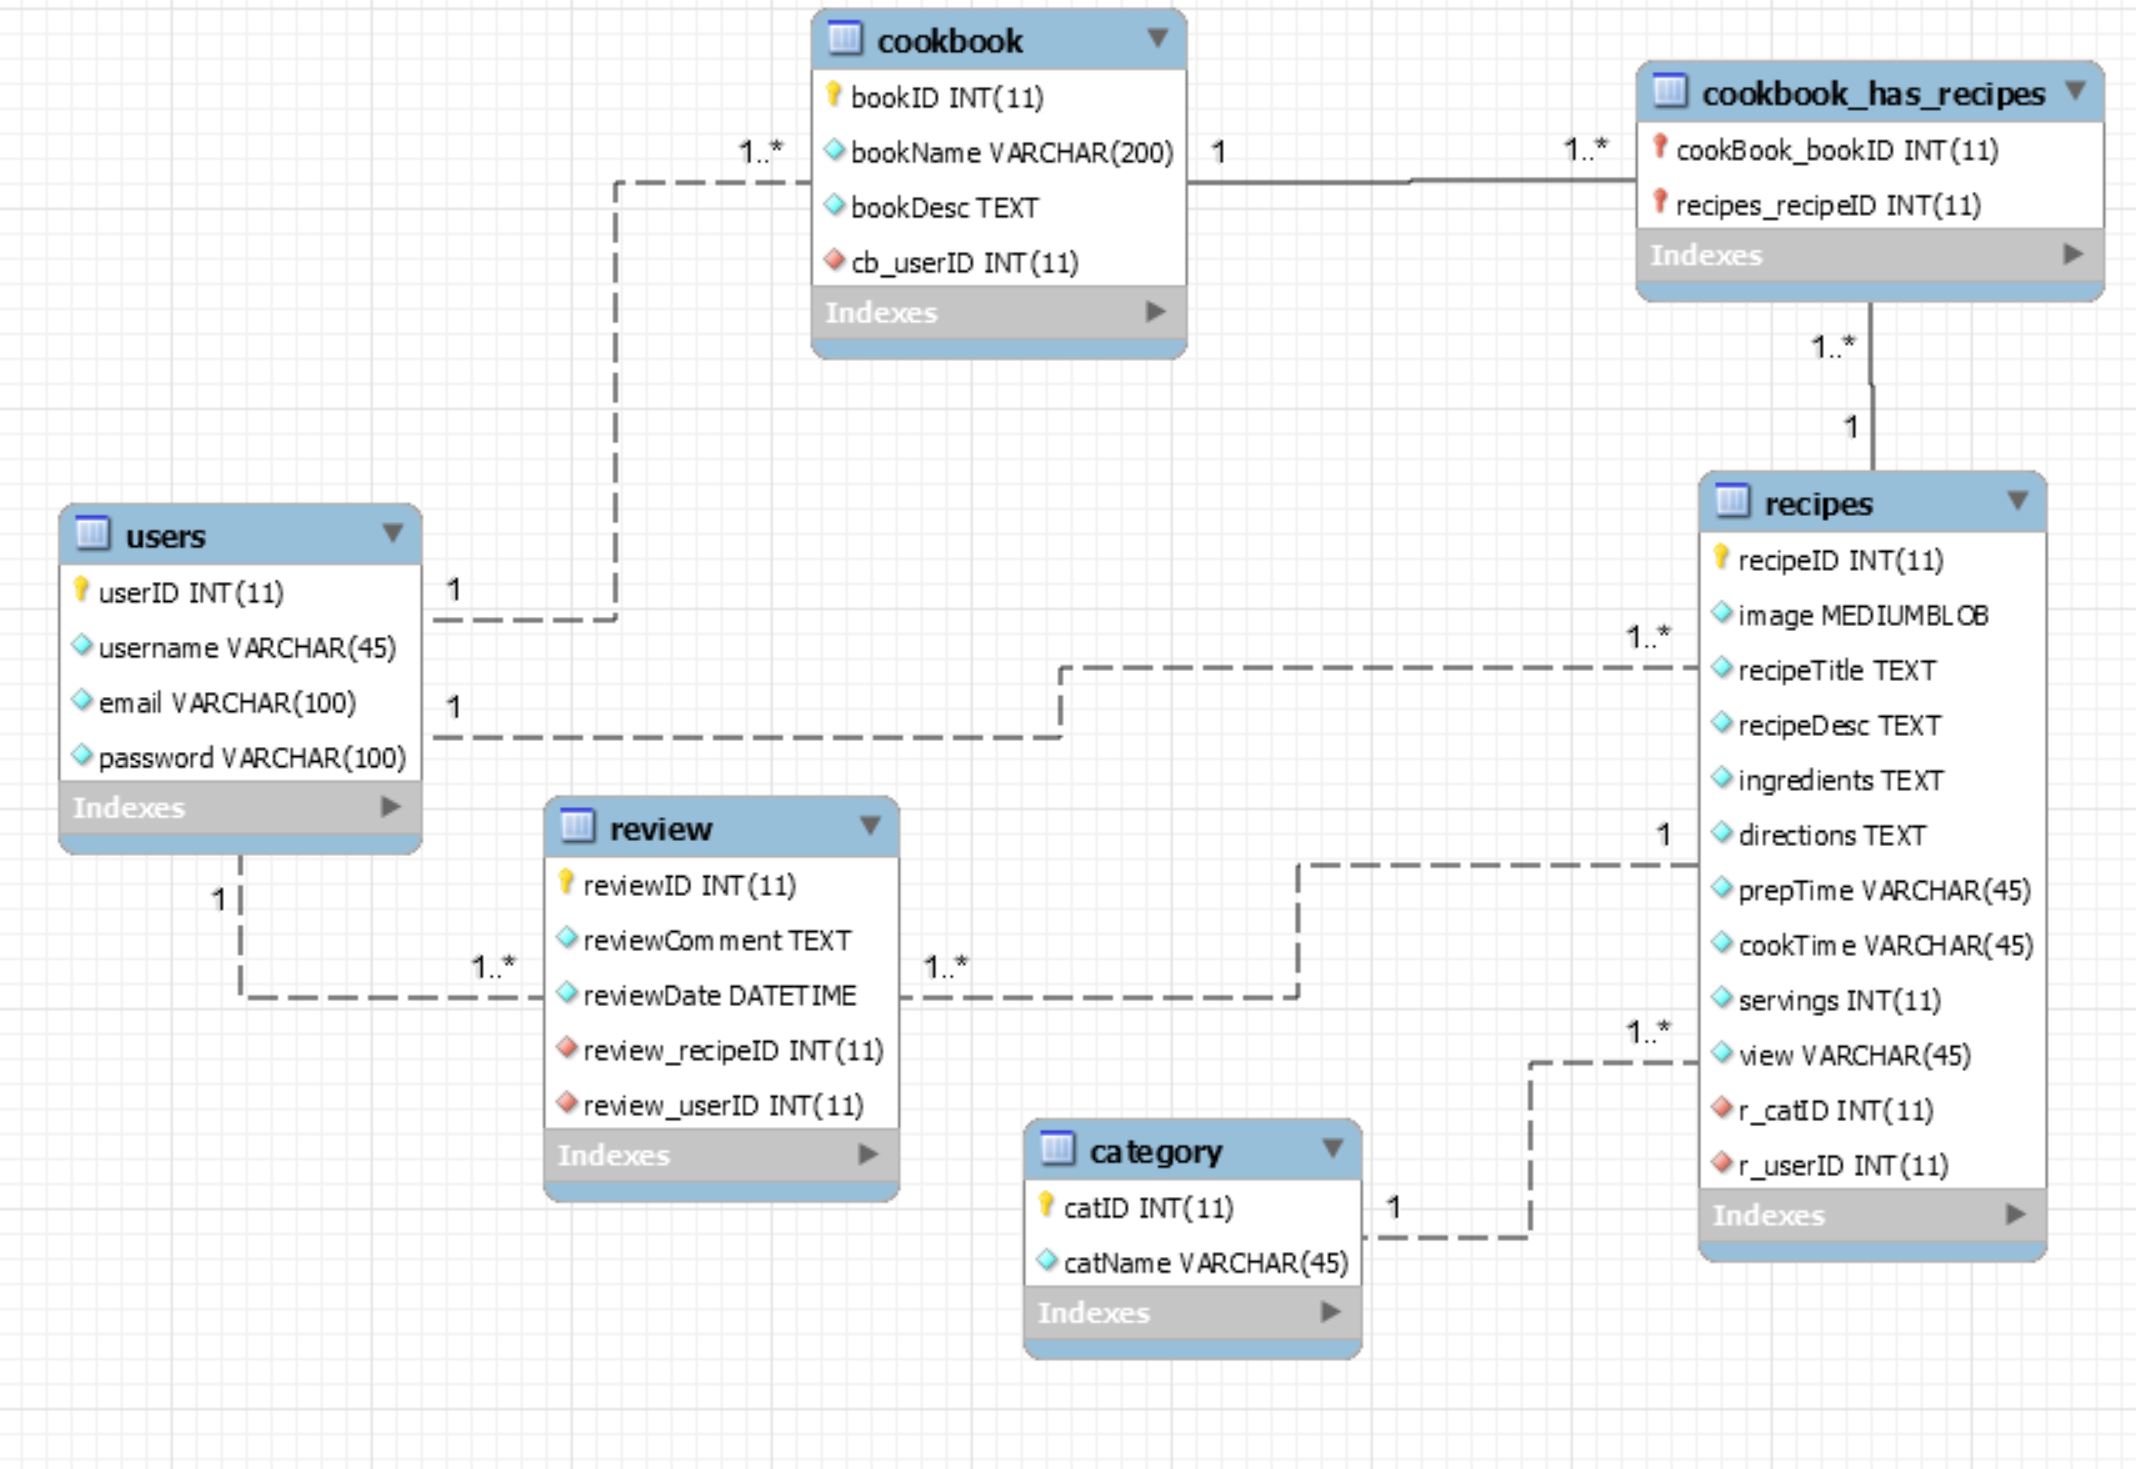 cookbook
bookID INT(11)
bookName VARCHAR(200)
bookDesc TEXT
cb_userID INT(11)
Indexes
cookbook_has_recipes
cookBook_bookID INT(11)
recipes_recipeID INT(11)
Indexes
1..*
1
1..*
1..*
1
users
userID INT(11)
username VARCHAR(45)
email VARCHAR(100)
password VARCHAR(100)
Indexes
1
1
1
recipes
recipeID INT(11)
image MEDIUMBLOB
recipeTitle TEXT
recipeDesc TEXT
ingredients TEXT
directions TEXT
prepTime VARCHAR(45)
cookTime VARCHAR(45)
servings INT(11)
view VARCHAR(45)
r_catID INT(11)
r_userID INT(11)
Indexes
1..*
1
1..*
review
reviewID INT(11)
reviewComment TEXT
reviewDate DATETIME
review_recipeID INT(11)
review_userID INT(11)
Indexes
1..*
1..*
category
catID INT(11)
catName VARCHAR(45)
Indexes
1